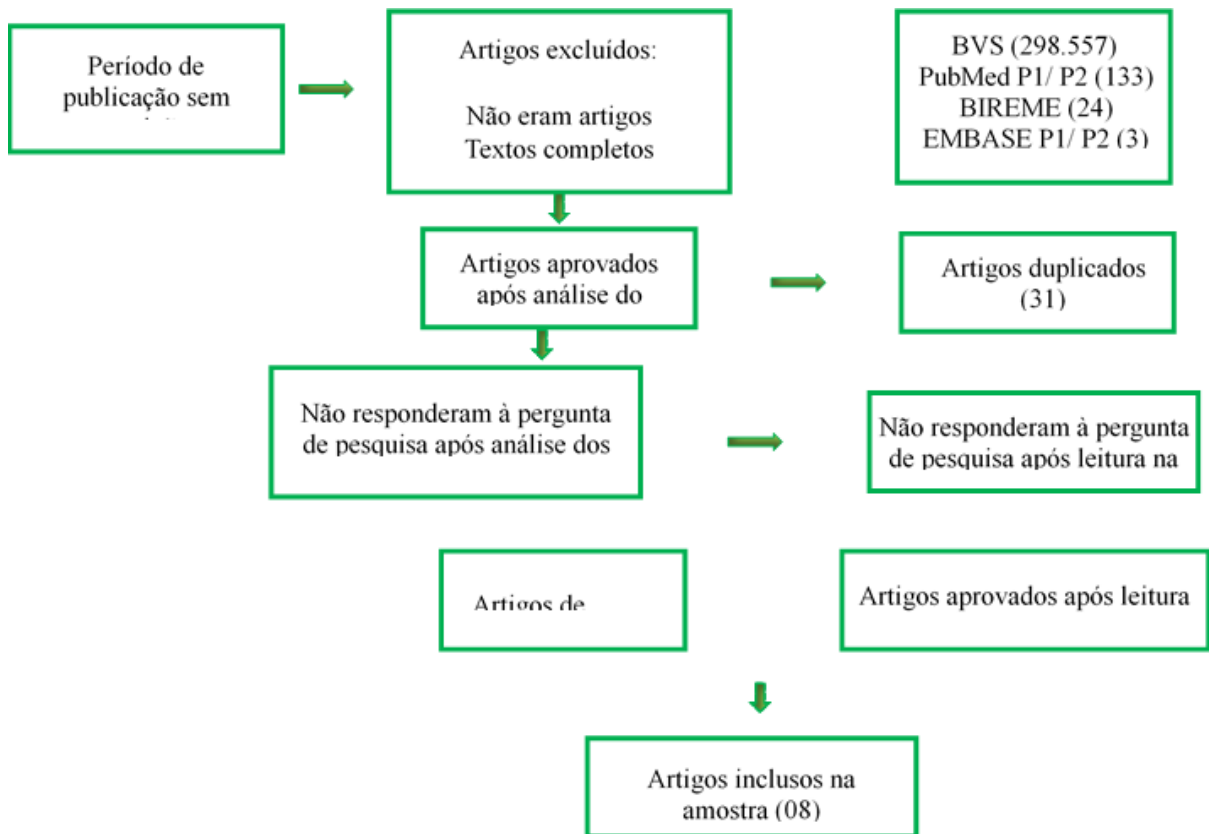 Período de
publicação sem
Artigos excluídos:
Não eram artigos
Textos completos
BVS (298.557)
PubMed P1/ P2 (133)
BIREME (24)
EMBASE P1/ P2 (3)
Artigos aprovados
após análise do
Artigos duplicados
(31)
Não responderam à pergunta
de pesquisa após análise dos
Não responderam à pergunta
de pesquisa após leitura na
Artigos de
Artigos aprovados após leitura
Artigos inclusos na
amostra (08)